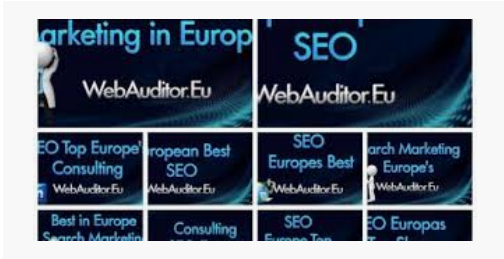 arketing in Europ
WebAuditor.Eu
SEO
WebAuditor.Eu
EO Top Europe'
Consulting
WebAuditor.Eu
ropean Best
SEO
WebAuditor.Eu
SEO
Europes Best
WebAuditor.Eu
arch Marketing
Europe's
WebAuditor.Eu
Best in Europe
Search Marketin
Consulting
SEO
Europe Top
EO Europas